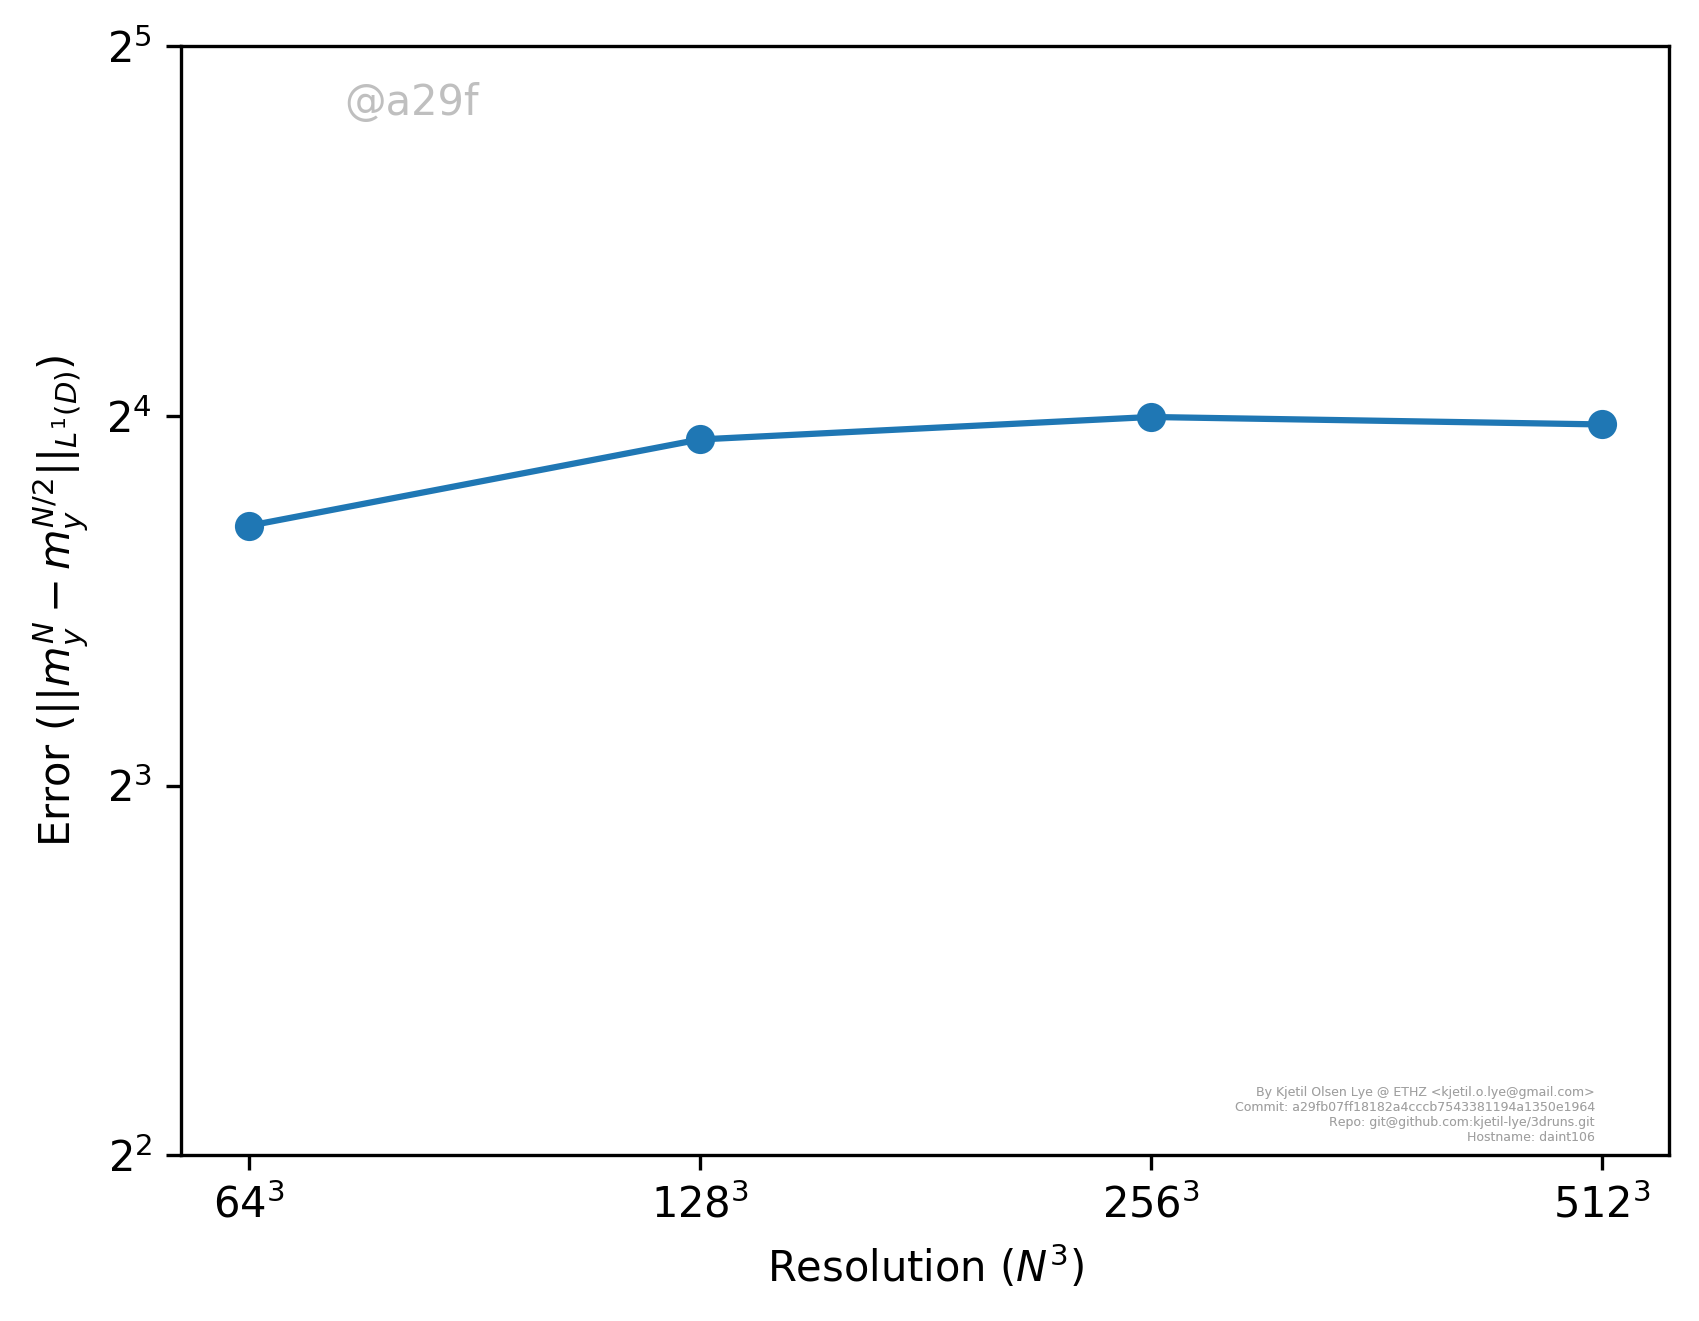 2^5
@a29f
2^4
2^3
2^2
Error (||m_y^N − m_y^{N/2}||_{L^1(D)})
By Kjetil Olsen Lye @ ETHZ <kjetil.o.lye@gmail.com>
Commit: a29fb07ff18182a4cccb7543381194a1350e1964
Repo: git@github.com:kjetil-lye/3druns.git
Hostname: daint106
64^3 128^3 256^3 512^3
Resolution (N^3)